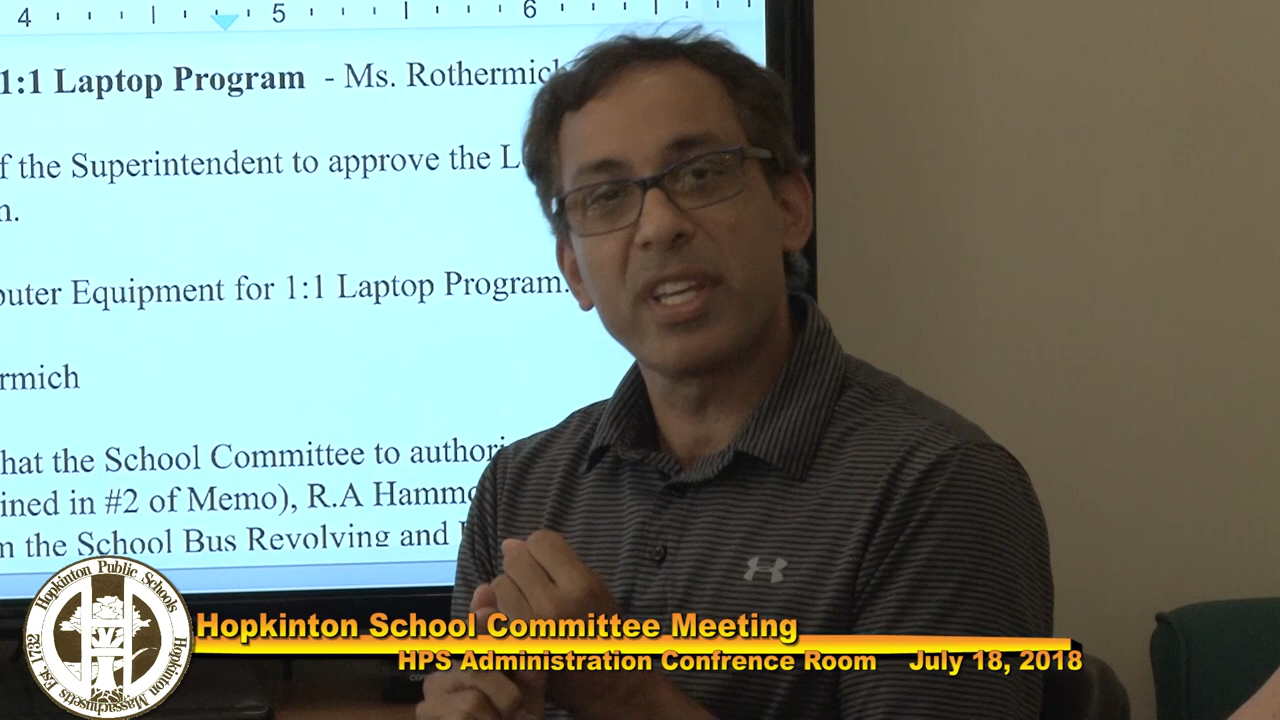 4 5 6
1:1 Laptop Program - Ms. Rothermich
f the Superintendent to approve the L
n.
puter Equipment for 1:1 Laptop Program.
rmich
hat the School Committee to authori
ined in #2 of Memo), R.A Hammo
n the School Bus Revolving and
Hopkinton Public Schools
Hopkinton Massachusetts Est. 1732
H
Hopkinton School Committee Meeting
HPS Administration Confrence Room July 18, 2018